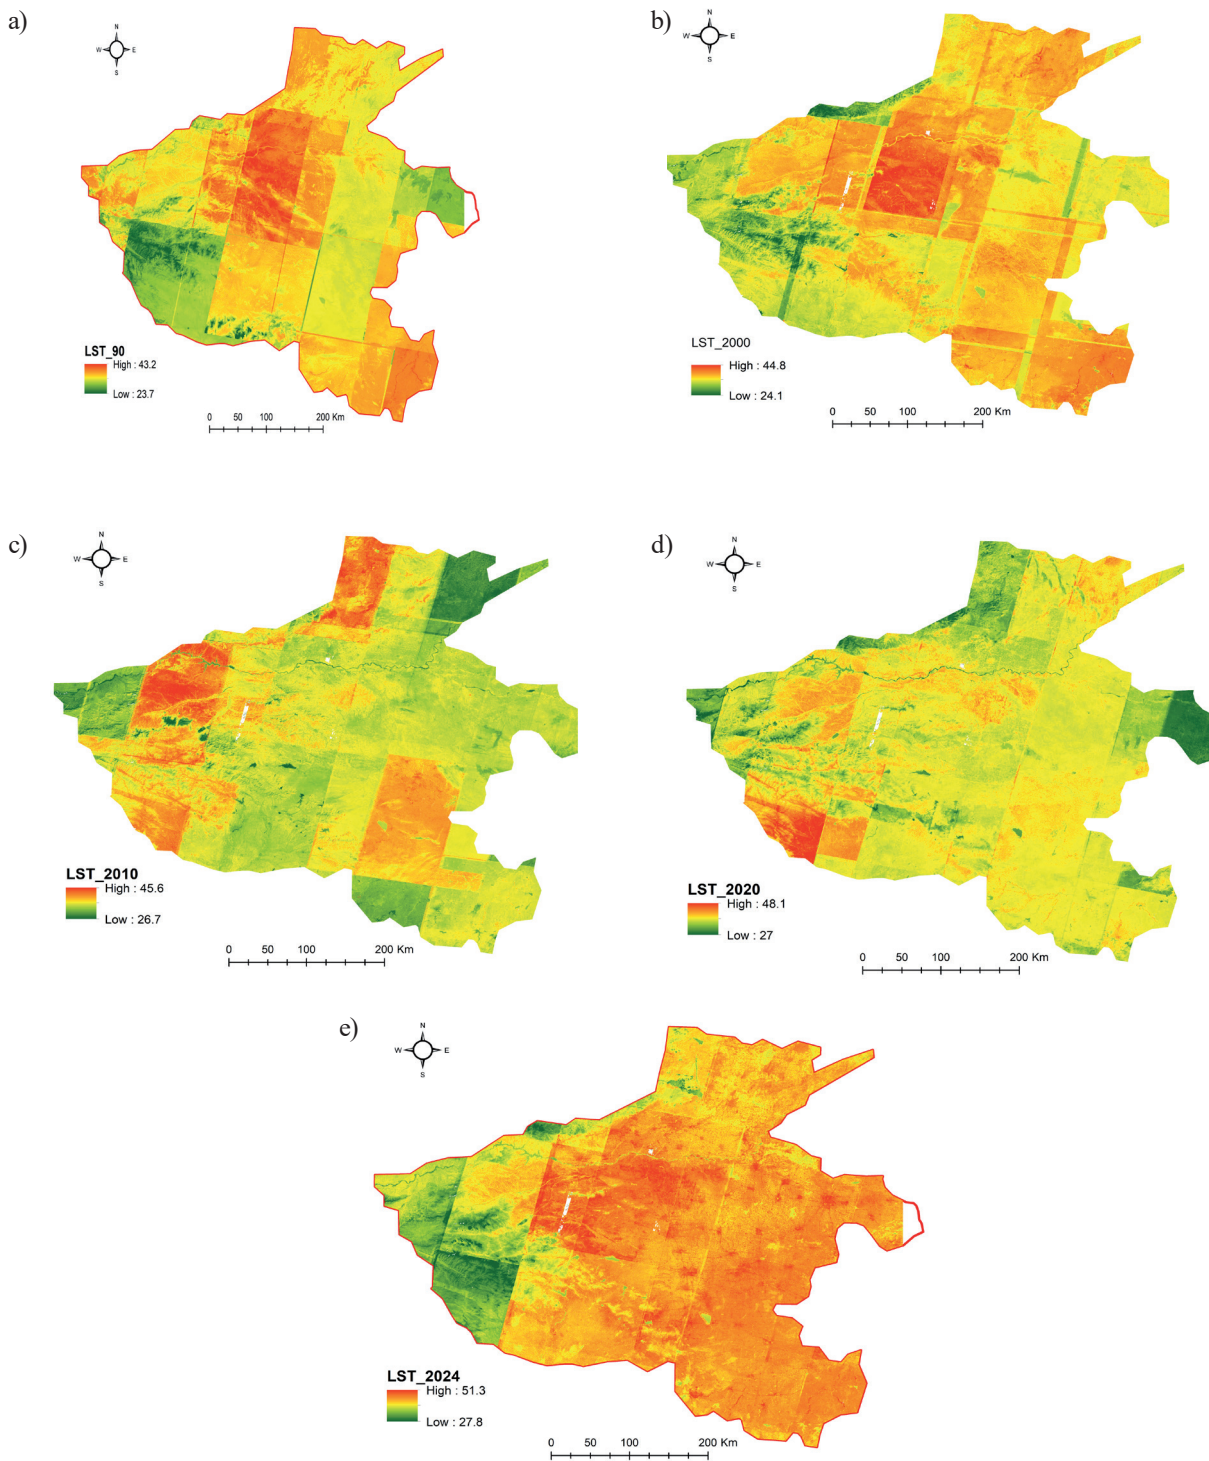 a)
N
W E
S
LST_90
High : 43.2
Low : 23.7
0 50 100 200 Km
b)
N
W E
S
LST_2000
High : 44.8
Low : 24.1
0 50 100 200 Km
c)
N
W E
S
LST_2010
High : 45.6
Low : 26.7
0 50 100 200 Km
d)
N
W E
S
LST_2020
High : 48.1
Low : 27
0 50 100 200 Km
e)
N
W E
S
LST_2024
High : 51.3
Low : 27.8
0 50 100 200 Km